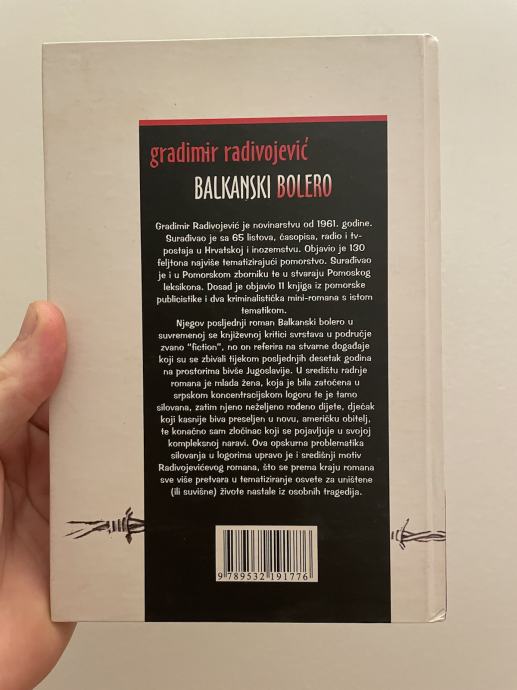 gradimir radivojević
BALKANSKI BOLERO
Gradimir Radivojević je novinarstvu od 1961. godine.
Surađivao je sa 65 listova, časopisa, radio i tv-
postaja u Hrvatskoj i inozemstvu. Objavio je 130
feljtona najviše tematizirajući pomorstvo. Surađivao
je i u Pomorskom zborniku te u stvaraju Pomoskog
leksikona. Dosad je objavio 11 knjiga iz pomorske
publicistike i dva kriminalistička mini-romana s istom
tematikom.
Njegov posljednji roman Balkanski bolero u
suvremenoj se književnoj kritici svrstava u područje
zvano "fiction", no on referira na stvarne događaje
koji su se zbivali tijekom posljednjih desetak godina
na prostorima bivše Jugoslavije. U središtu radnje
romana je mlada žena, koja je bila zatočena u
srpskom koncentracijskom logoru te je tamo
silovana, zatim njeno neželjeno rođeno dijete, dječak
koji kasnije biva preseljen u novu, američku obitelj,
te konačno sam zločinac koji se pojavljuje u svojoj
kompleksnoj naravi. Ova opskurna problematika
silovanja u logorima upravo je i središnji motiv
Radivojevićevog romana, što se prema kraju romana
sve više pretvara u tematiziranje osvete za uništene
(ili suvišne) živote nastale iz osobnih tragedija.
9 789532 191776